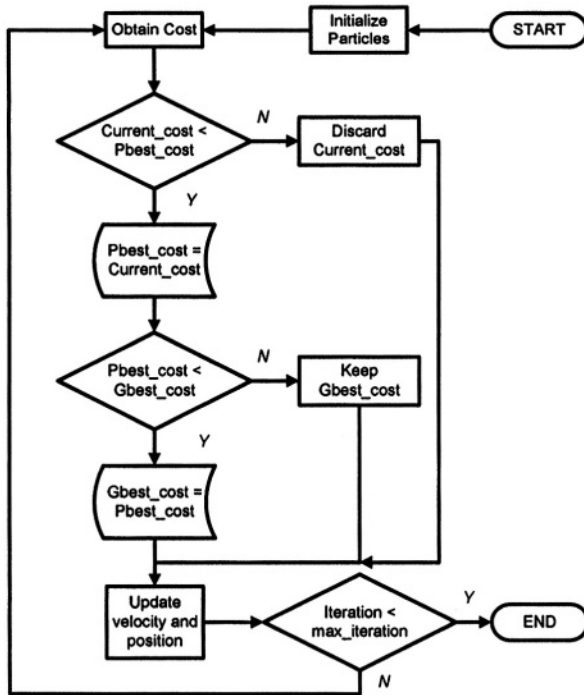 START
Initialize
Particles
Obtain Cost
Current_cost <
Pbest_cost
N
Discard
Current_cost
Y
Pbest_cost =
Current_cost
Pbest_cost <
Gbest_cost
N
Keep
Gbest_cost
Y
Gbest_cost =
Pbest_cost
Update
velocity and
position
Iteration <
max_iteration
Y
END
N